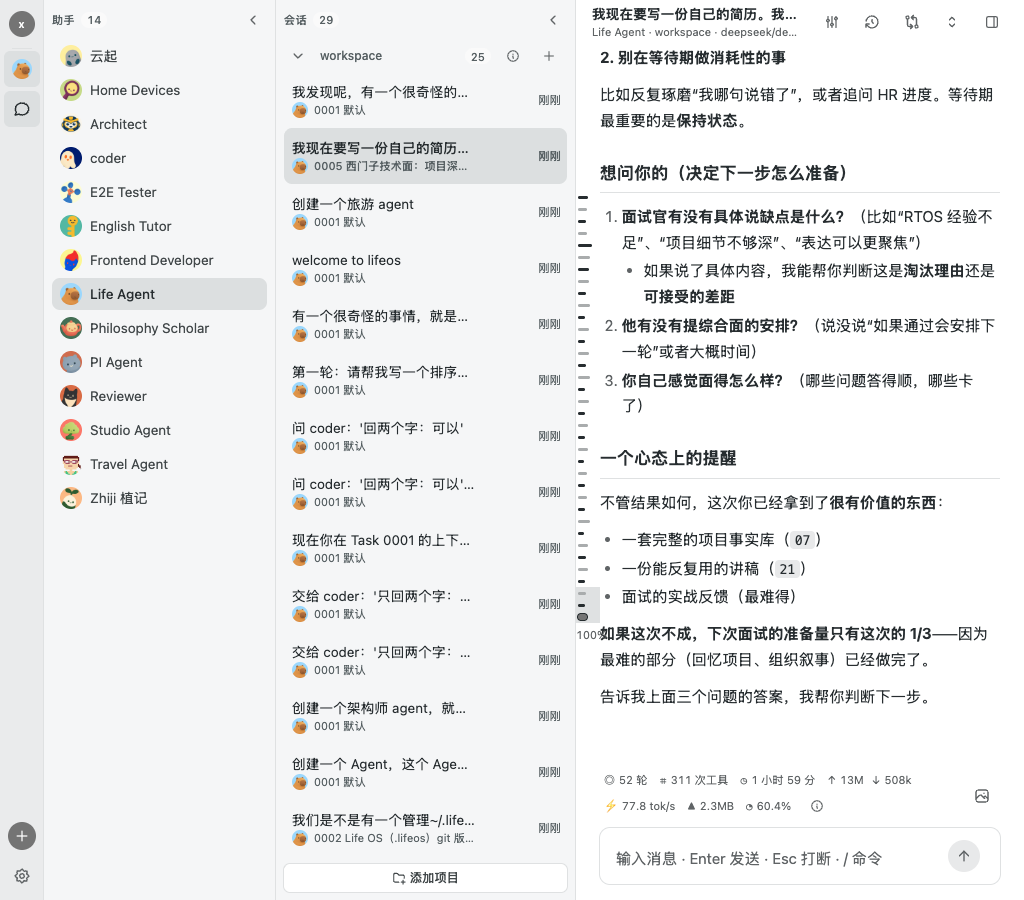 x
助手 14
云起
Home Devices
Architect
coder
E2E Tester
English Tutor
Frontend Developer
Life Agent
Philosophy Scholar
PI Agent
Reviewer
Studio Agent
Travel Agent
Zhiji 植记
会话 29
workspace 25
我发现呢，有一个很奇怪的...
0001 默认
刚刚
我现在要写一份自己的简历...
0005 西门子技术面：项目深...
刚刚
创建一个旅游 agent
0001 默认
刚刚
welcome to lifeos
0001 默认
刚刚
有一个很奇怪的事情，就是...
0001 默认
刚刚
第一轮：请帮我写一个排序...
0001 默认
刚刚
问 coder：'回两个字：可以'
0001 默认
刚刚
问 coder：'回两个字：可以'...
0001 默认
刚刚
现在你在 Task 0001 的上下...
0001 默认
刚刚
交给 coder：'只回两个字：...
0001 默认
刚刚
交给 coder：'只回两个字：...
0001 默认
刚刚
创建一个架构师 agent，就...
0001 默认
刚刚
创建一个 Agent，这个 Age...
0001 默认
刚刚
我们是不是有一个管理~/.life...
0002 Life OS（.lifeos）git 版...
刚刚
添加项目
我现在要写一份自己的简历。我...
Life Agent · workspace · deepseek/de...
2. 别在等待期做消耗性的事
比如反复琢磨“我哪句说错了”，或者追问 HR 进度。等待期
最重要的是保持状态。
想问你的（决定下一步怎么准备）
1. 面试官有没有具体说缺点是什么？（比如“RTOS 经验不
足”、“项目细节不够深”、“表达可以更聚焦”）
• 如果说了具体内容，我能帮你判断这是淘汰理由还是
可接受的差距
2. 他有没有提综合面的安排？（说没说“如果通过会安排下
一轮”或者大概时间）
3. 你自己感觉面得怎么样？（哪些问题答得顺，哪些卡
了）
一个心态上的提醒
不管结果如何，这次你已经拿到了很有价值的东西：
• 一套完整的项目事实库（07）
• 一份能反复用的讲稿（21）
• 面试的实战反馈（最难得）
100%
如果这次不成，下次面试的准备量只有这次的 1/3——因为
最难的部分（回忆项目、组织叙事）已经做完了。
告诉我上面三个问题的答案，我帮你判断下一步。
52 轮 311 次工具 1 小时 59 分 ↑ 13M ↓ 508k
77.8 tok/s 2.3MB 60.4%
输入消息 · Enter 发送 · Esc 打断 · / 命令